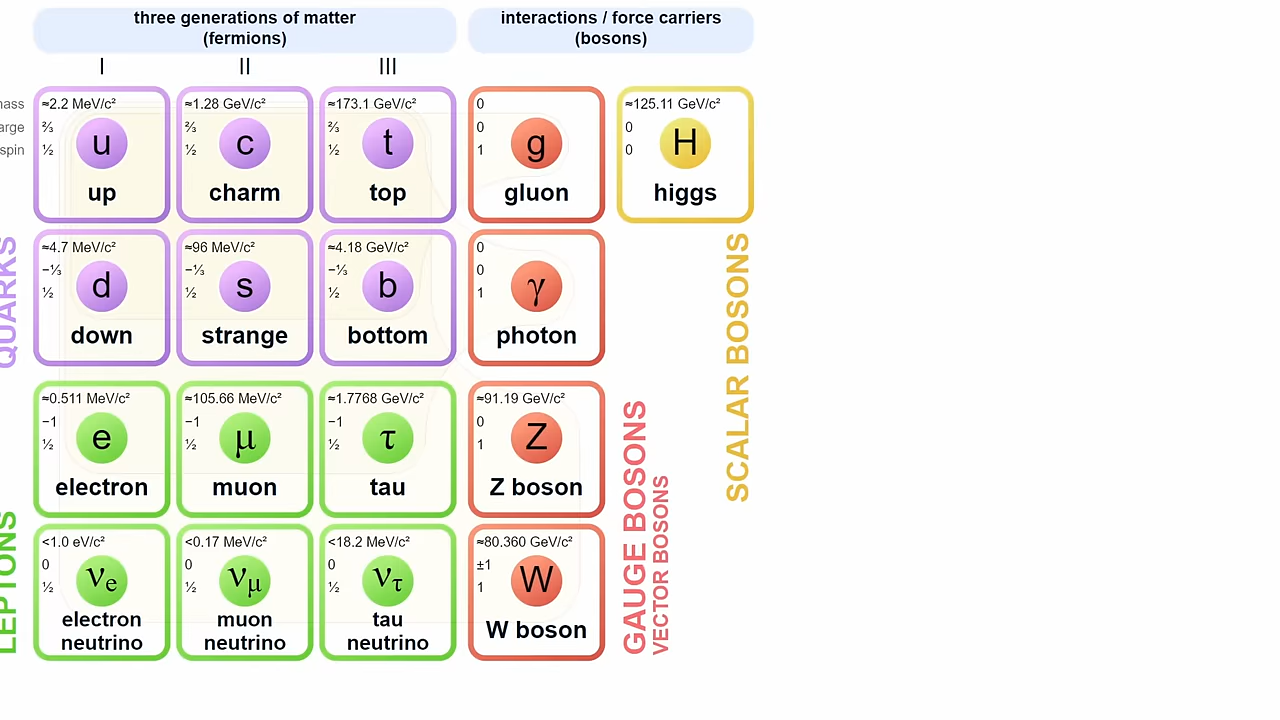 three generations of matter
(fermions)
interactions / force carriers
(bosons)
I
II
III
≈2.2 MeV/c²
⅔
½
u
up
≈1.28 GeV/c²
⅔
½
c
charm
≈173.1 GeV/c²
⅔
½
t
top
0
0
1
g
gluon
≈125.11 GeV/c²
0
0
H
higgs
spin
QUARKS
≈4.7 MeV/c²
−⅓
½
d
down
≈96 MeV/c²
−⅓
½
s
strange
≈4.18 GeV/c²
−⅓
½
b
bottom
0
0
1
γ
photon
SCALAR BOSONS
LEPTONS
≈0.511 MeV/c²
−1
½
e
electron
≈105.66 MeV/c²
−1
½
μ
muon
≈1.7768 GeV/c²
−1
½
τ
tau
≈91.19 GeV/c²
0
1
Z
Z boson
<1.0 eV/c²
0
½
νe
electron
neutrino
<0.17 MeV/c²
0
½
νμ
muon
neutrino
<18.2 MeV/c²
0
½
ντ
tau
neutrino
≈80.360 GeV/c²
±1
1
W
W boson
GAUGE BOSONS
VECTOR BOSONS